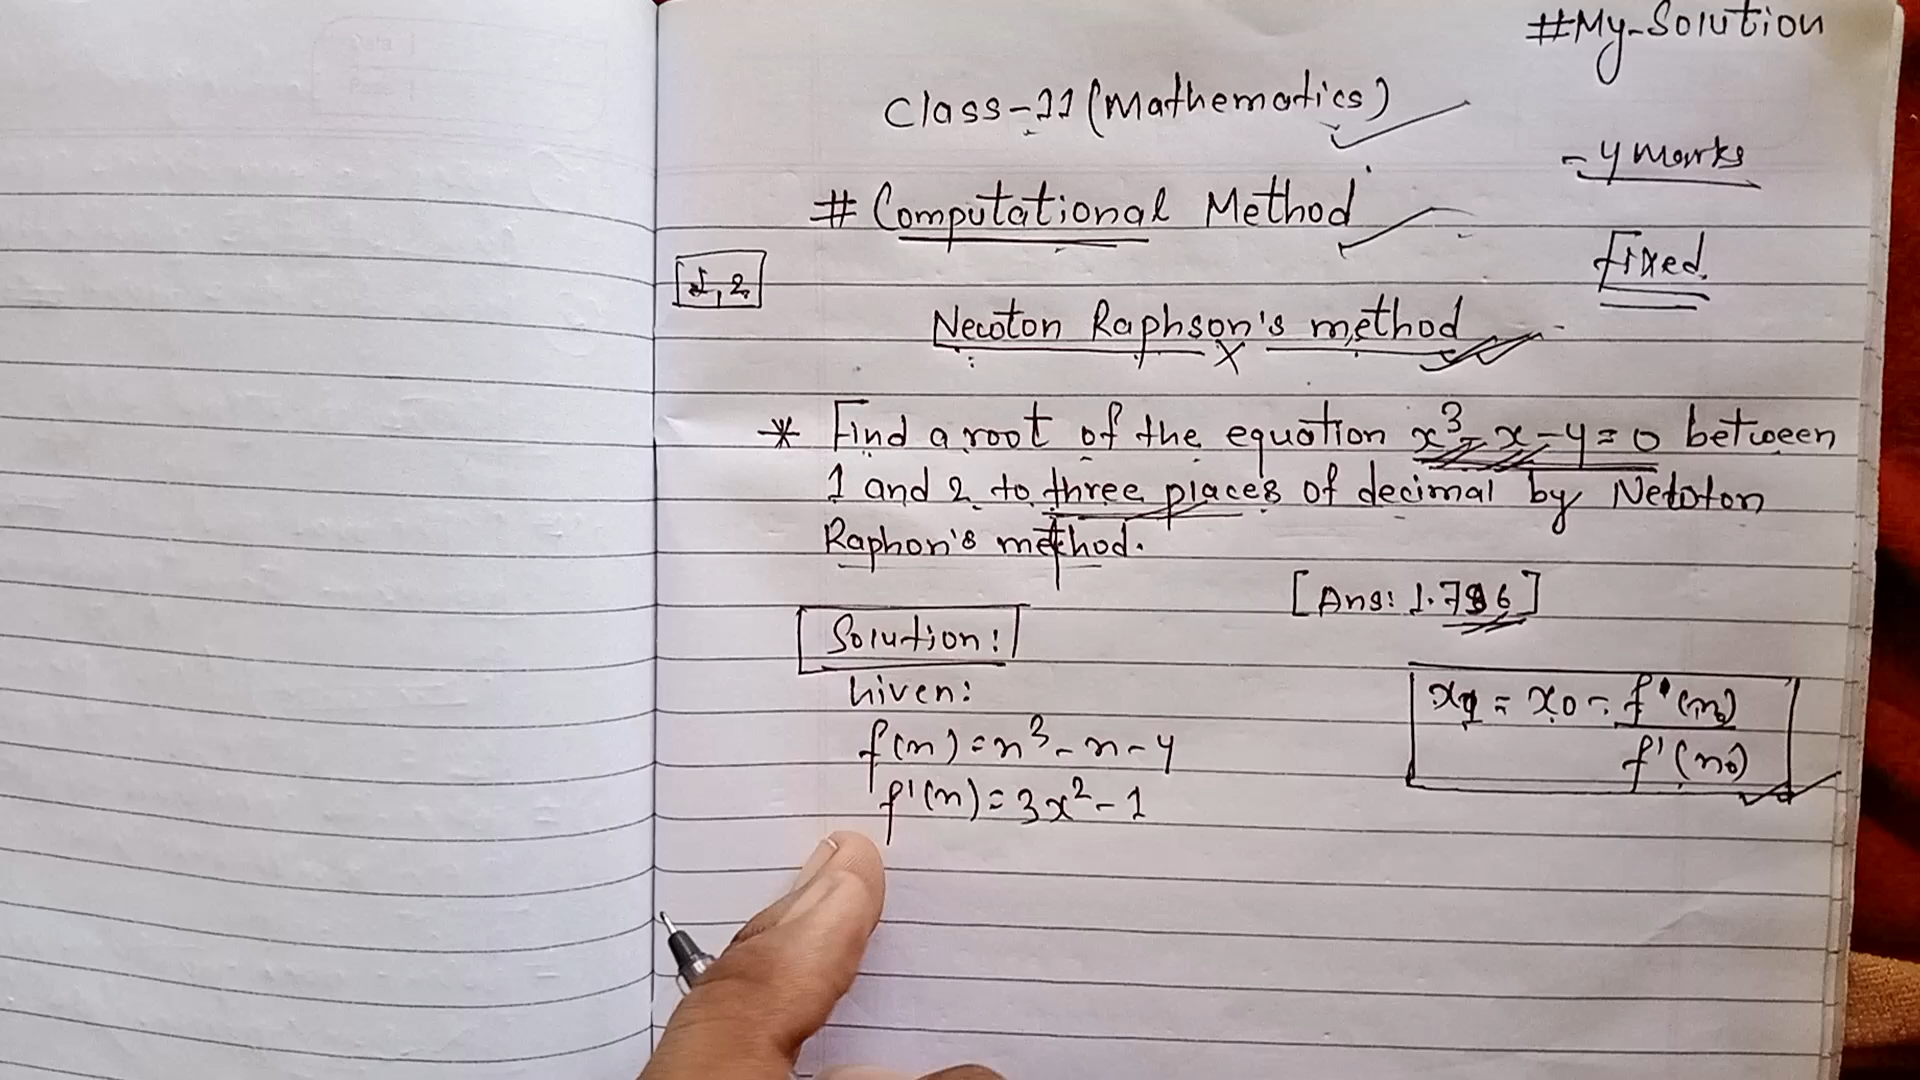 #My-Solution
Class-11 (Mathematics)
- 4 marks
# Computational Method
Fixed.
1, 2
Newton Raphson's method
* Find a root of the equation x³-x-4=0 between
1 and 2 to three places of decimal by Newton
Raphon's method.
[Ans: 1.796]
Solution:
Given:
x₁ = x₀ - f'(x₀)
f'(x₀)
f(x) = x³ - x - 4
f'(x) = 3x² - 1